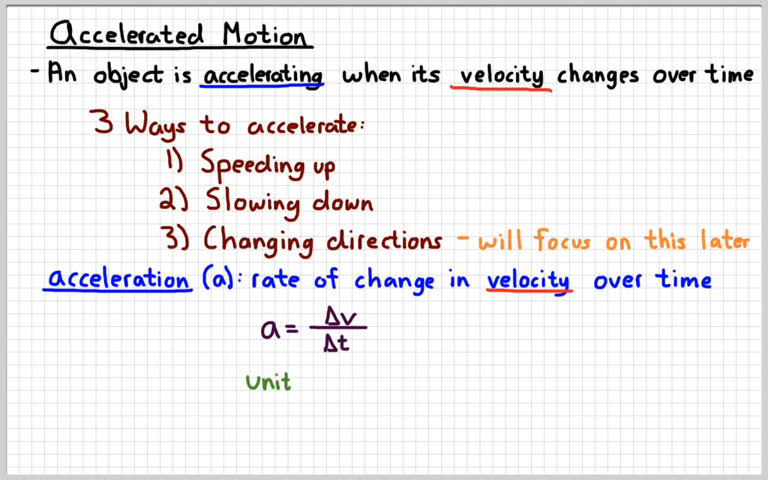 Accelerated Motion
- An object is accelerating when its velocity changes over time
3 Ways to accelerate:
1) Speeding up
2) Slowing down
3) Changing directions - will focus on this later
acceleration (a): rate of change in velocity over time
a = Δv
Δt
unit